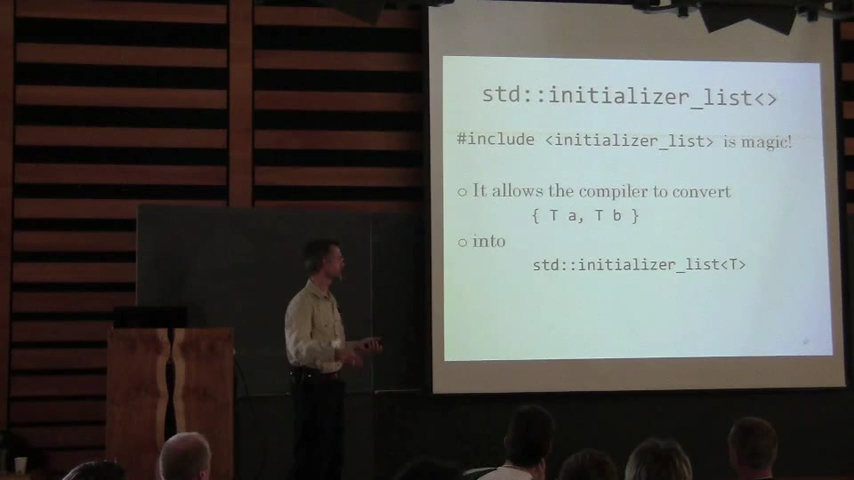 std::initializer_list<>
#include <initializer_list> is magic!
○ It allows the compiler to convert
{ T a, T b }
○ into
std::initializer_list<T>